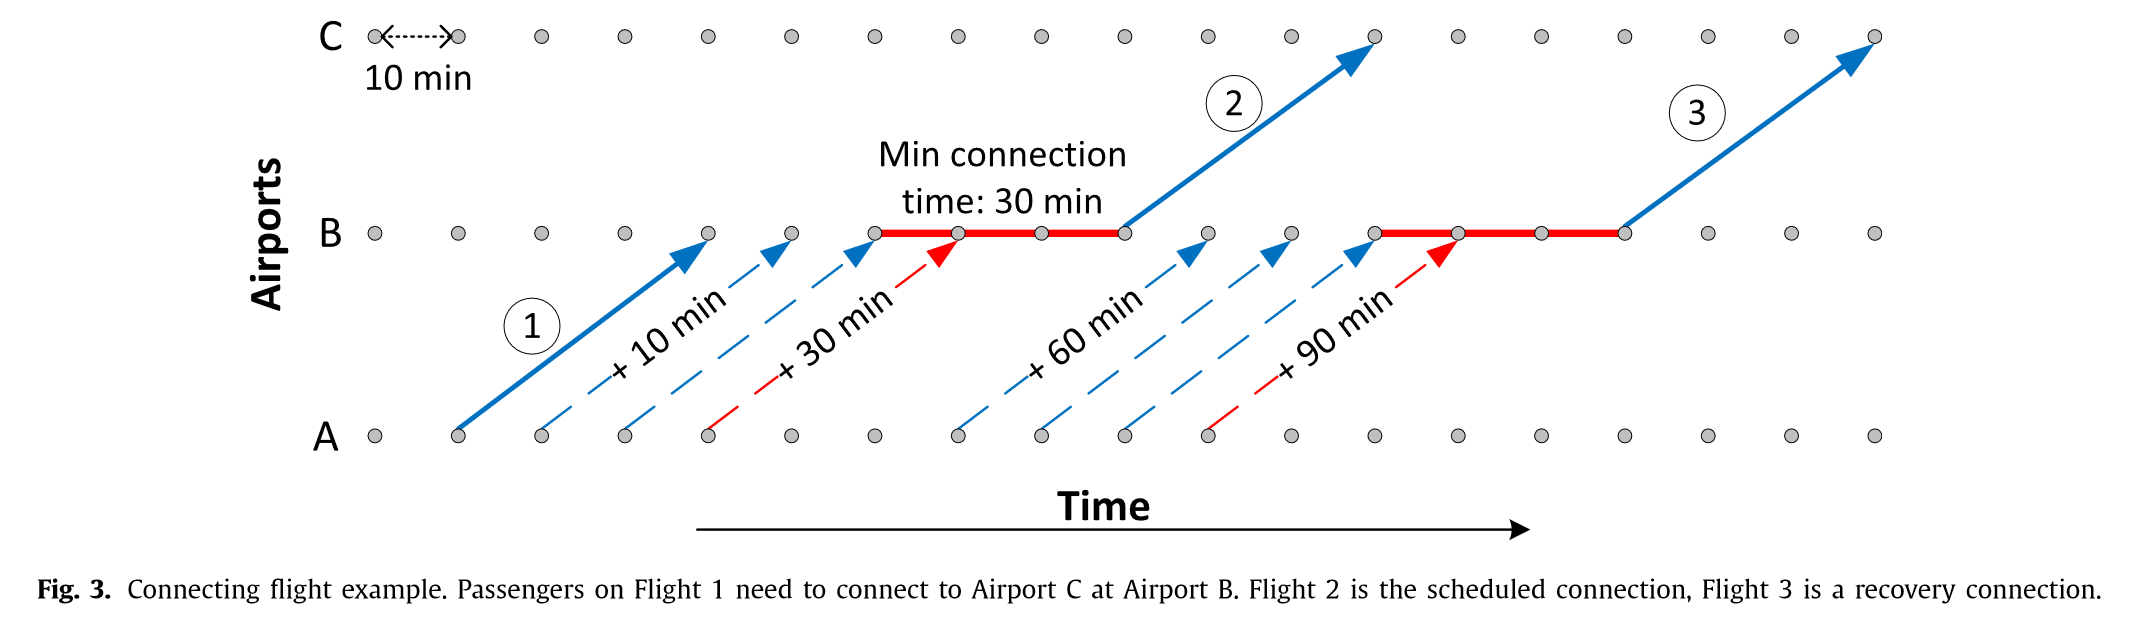 C
10 min
2
3
Min connection
time: 30 min
Airports
B
1
+ 10 min
+ 30 min
+ 60 min
+ 90 min
A
Time
Fig. 3. Connecting flight example. Passengers on Flight 1 need to connect to Airport C at Airport B. Flight 2 is the scheduled connection, Flight 3 is a recovery connection.